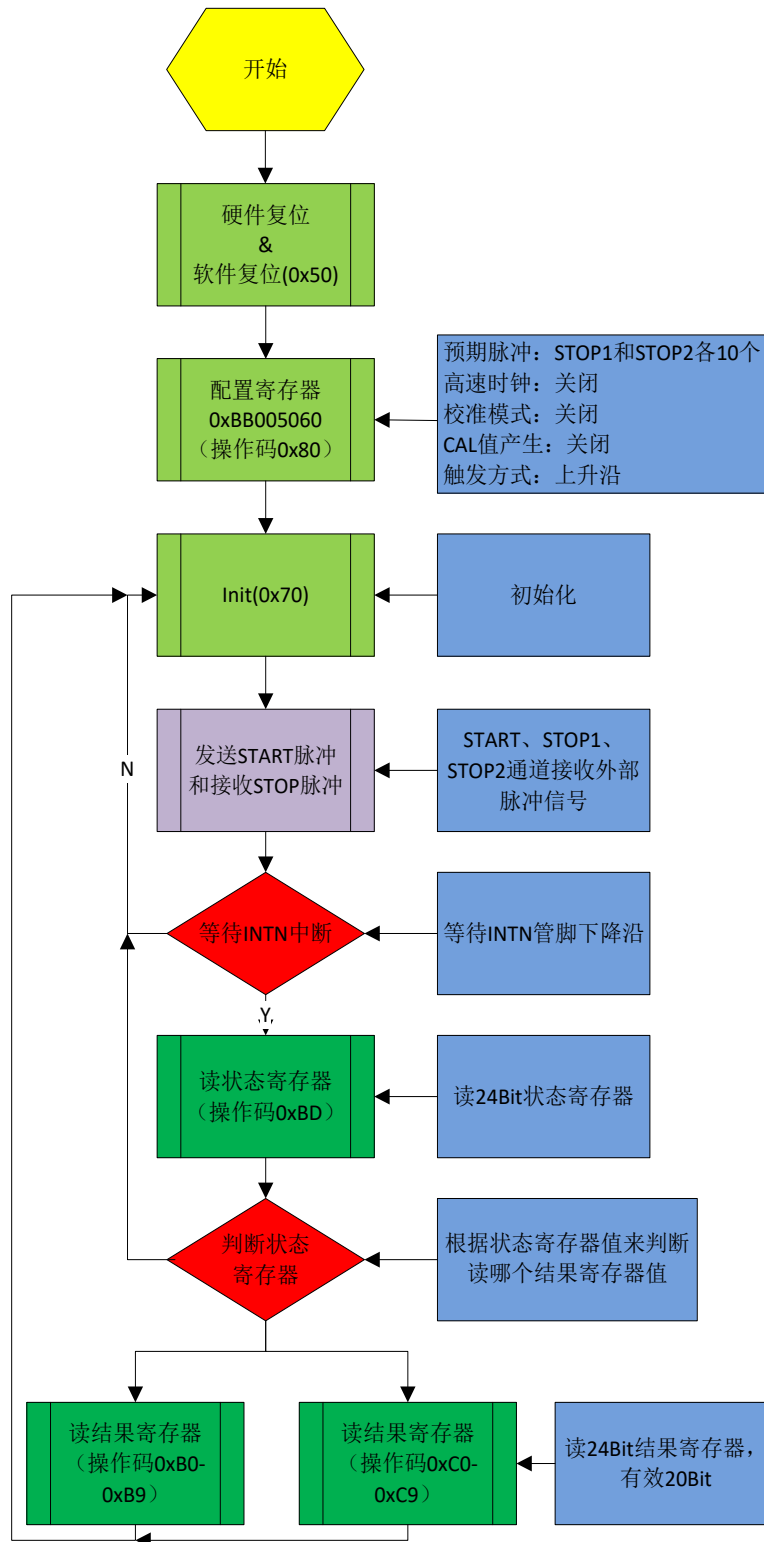 开始
硬件复位
&
软件复位(0x50)
配置寄存器
0xBB005060
（操作码0x80）
预期脉冲：STOP1和STOP2各10个
高速时钟：关闭
校准模式：关闭
CAL值产生：关闭
触发方式：上升沿
Init(0x70)
初始化
发送START脉冲
和接收STOP脉冲
START、STOP1、
STOP2通道接收外部
脉冲信号
N
等待INTN中断
等待INTN管脚下降沿
Y
读状态寄存器
（操作码0xBD）
读24Bit状态寄存器
判断状态
寄存器
根据状态寄存器值来判断
读哪个结果寄存器值
读结果寄存器
（操作码0xB0-
0xB9）
读结果寄存器
（操作码0xC0-
0xC9）
读24Bit结果寄存器，
有效20Bit